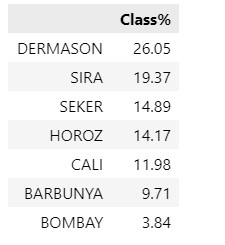 Class%
DERMASON 26.05
SIRA 19.37
SEKER 14.89
HOROZ 14.17
CALI 11.98
BARBUNYA 9.71
BOMBAY 3.84